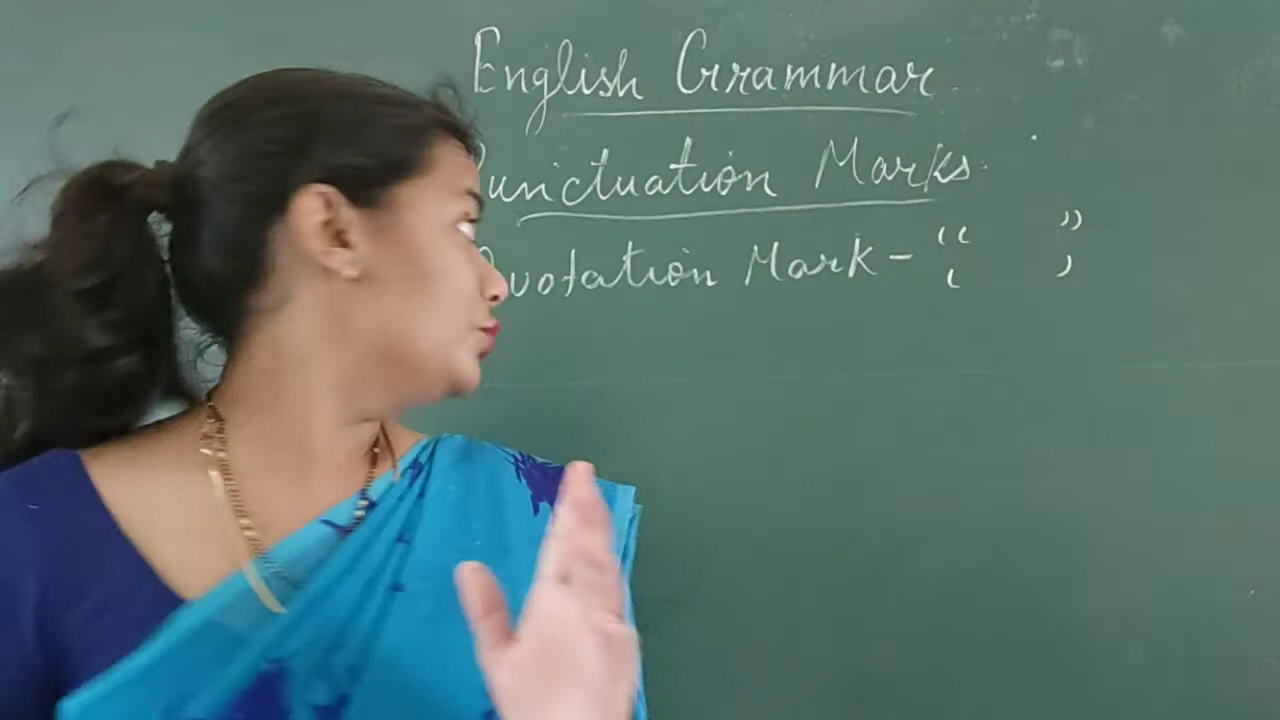 English Grammar.
Punctuation Marks.
Quotation Mark - “ ”
‘ ’